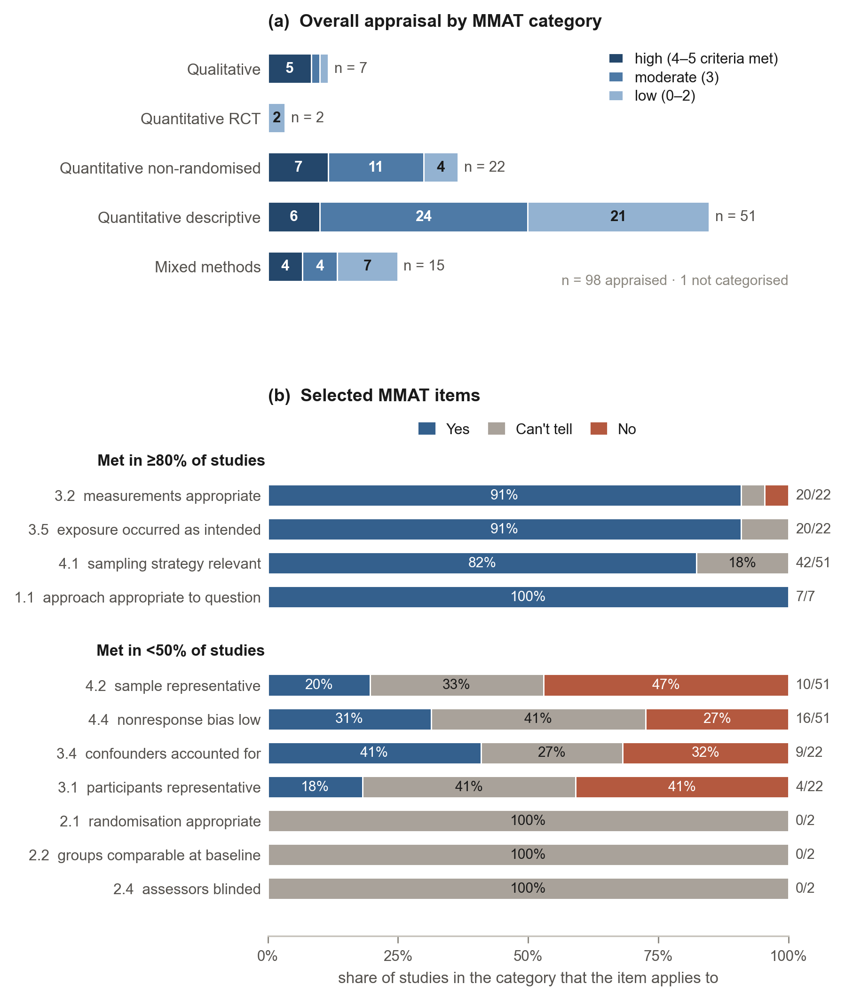 (a) Overall appraisal by MMAT category
high (4–5 criteria met)
moderate (3)
low (0–2)
Qualitative 5 n = 7
Quantitative RCT 2 n = 2
Quantitative non-randomised 7 11 4 n = 22
Quantitative descriptive 6 24 21 n = 51
Mixed methods 4 4 7 n = 15
n = 98 appraised · 1 not categorised
(b) Selected MMAT items
Yes Can't tell No
Met in ≥80% of studies
3.2 measurements appropriate 91% 20/22
3.5 exposure occurred as intended 91% 20/22
4.1 sampling strategy relevant 82% 18% 42/51
1.1 approach appropriate to question 100% 7/7
Met in <50% of studies
4.2 sample representative 20% 33% 47% 10/51
4.4 nonresponse bias low 31% 41% 27% 16/51
3.4 confounders accounted for 41% 27% 32% 9/22
3.1 participants representative 18% 41% 41% 4/22
2.1 randomisation appropriate 100% 0/2
2.2 groups comparable at baseline 100% 0/2
2.4 assessors blinded 100% 0/2
0% 25% 50% 75% 100%
share of studies in the category that the item applies to